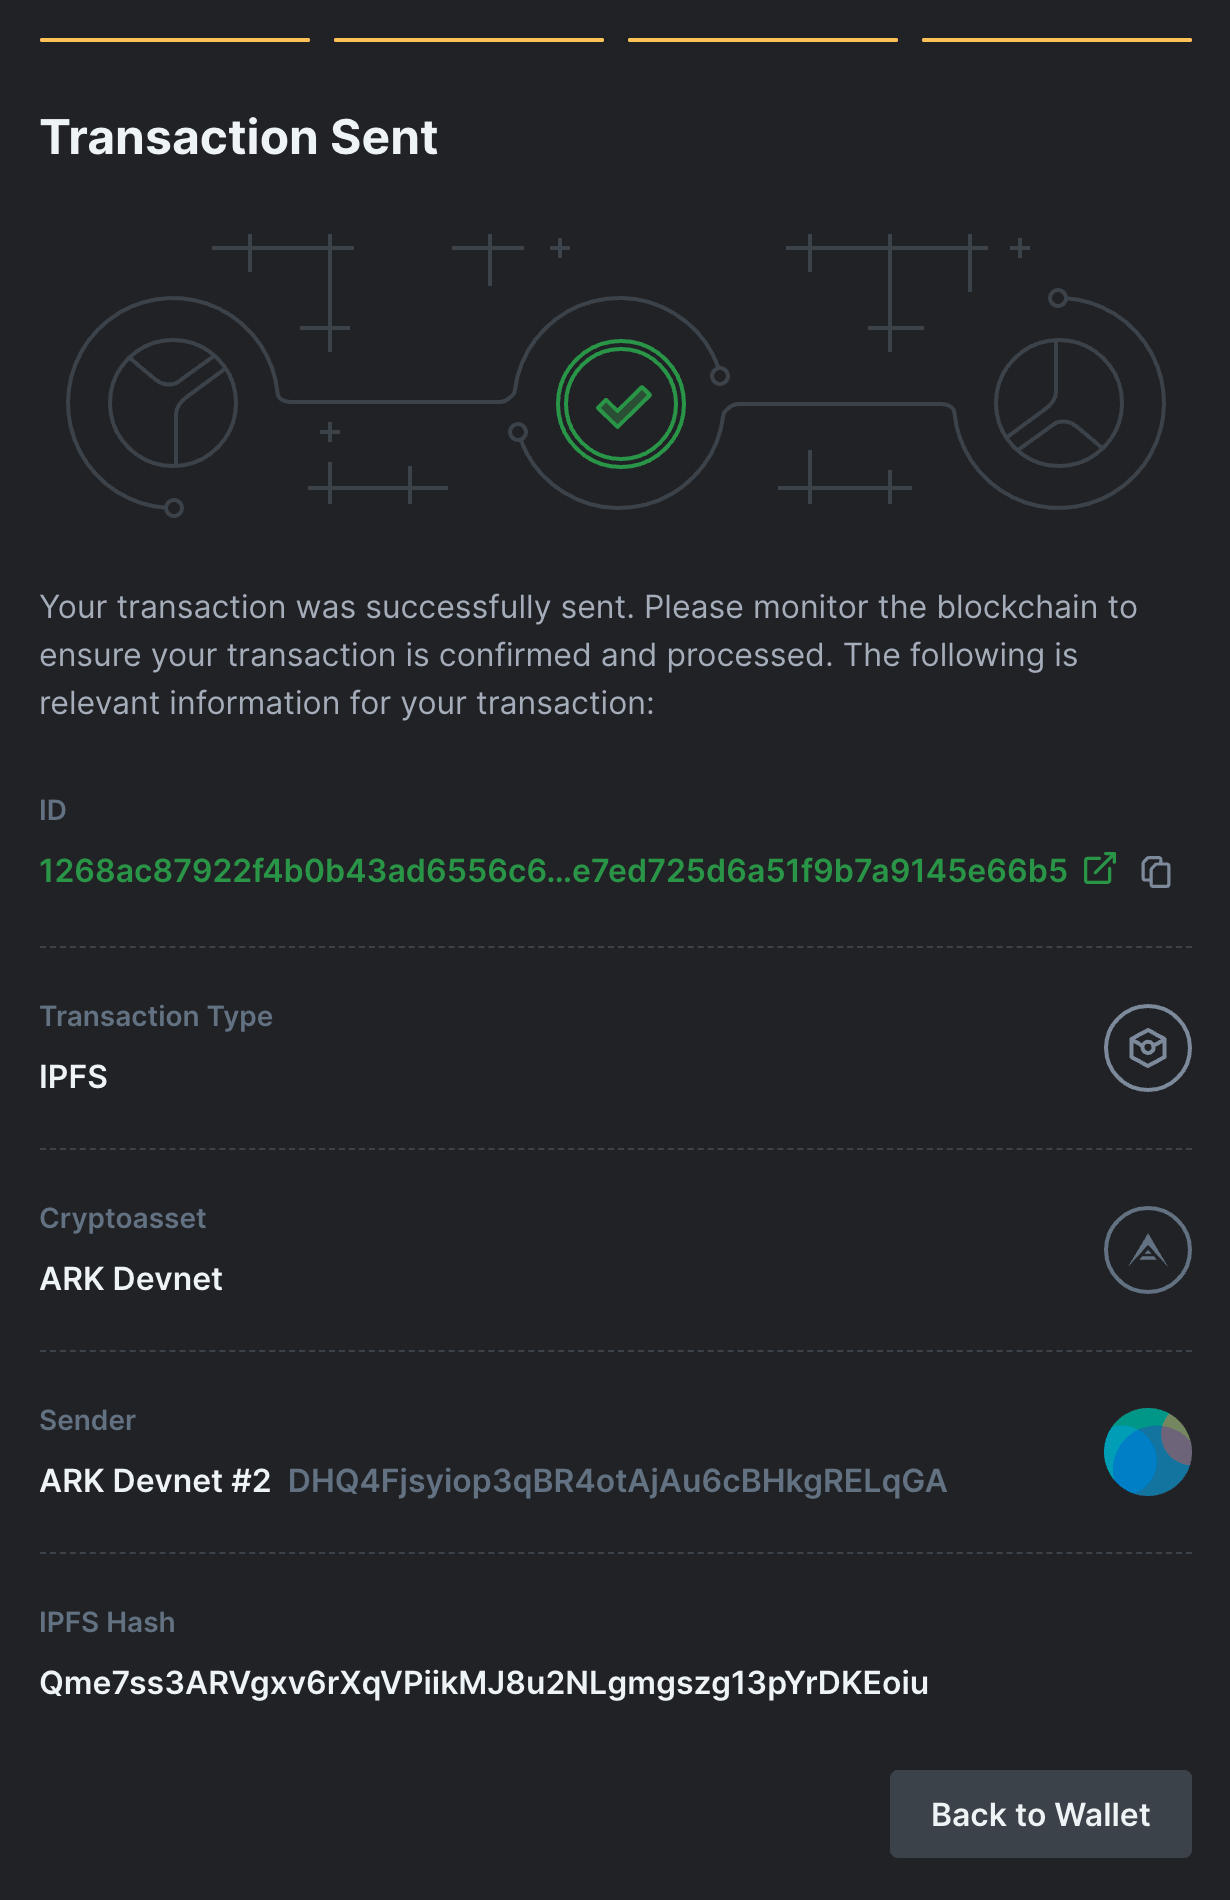 Transaction Sent
Your transaction was successfully sent. Please monitor the blockchain to
ensure your transaction is confirmed and processed. The following is
relevant information for your transaction:
ID
1268ac87922f4b0b43ad6556c6...e7ed725d6a51f9b7a9145e66b5
Transaction Type
IPFS
Cryptoasset
ARK Devnet
Sender
ARK Devnet #2 DHQ4Fjsyiop3qBR4otAjAu6cBHkgRELqGA
IPFS Hash
Qme7ss3ARVgxv6rXqVPiikMJ8u2NLgmgszg13pYrDKEoiu
Back to Wallet